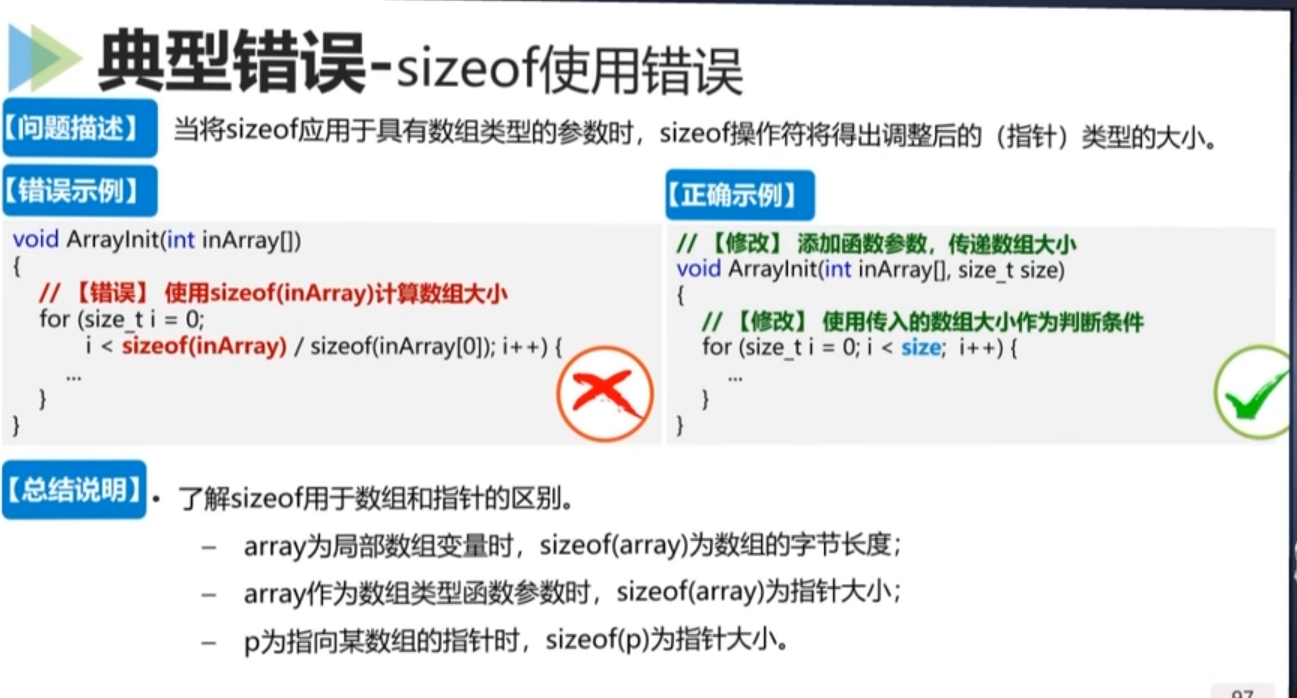 典型错误-sizeof使用错误
【问题描述】 当将sizeof应用于具有数组类型的参数时，sizeof操作符将得出调整后的（指针）类型的大小。
【错误示例】
void ArrayInit(int inArray[])
{
// 【错误】 使用sizeof(inArray)计算数组大小
for (size_t i = 0;
i < sizeof(inArray) / sizeof(inArray[0]); i++) {
...
}
}
【正确示例】
// 【修改】 添加函数参数，传递数组大小
void ArrayInit(int inArray[], size_t size)
{
// 【修改】 使用传入的数组大小作为判断条件
for (size_t i = 0; i < size; i++) {
...
}
}
【总结说明】 • 了解sizeof用于数组和指针的区别。
– array为局部数组变量时，sizeof(array)为数组的字节长度；
– array作为数组类型函数参数时，sizeof(array)为指针大小；
– p为指向某数组的指针时，sizeof(p)为指针大小。
97